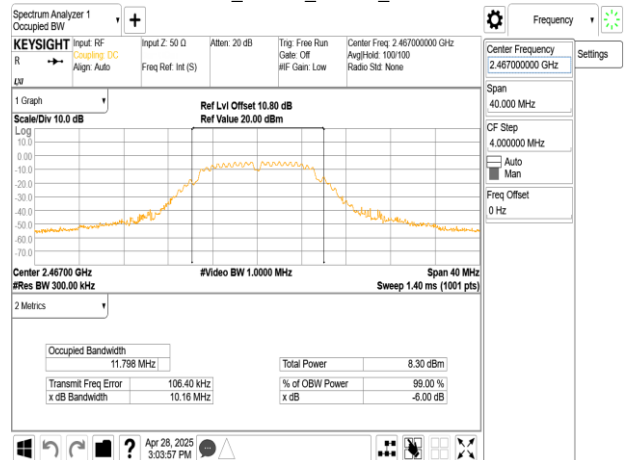 Spectrum Analyzer 1
Occupied BW
Frequency
KEYSIGHT
Input: RF
Coupling: DC
Align: Auto
Input Z: 50 Ω
Freq Ref: Int (S)
Atten: 20 dB
Trig: Free Run
Gate: Off
#IF Gain: Low
Center Freq: 2.467000000 GHz
Avg|Hold: 100/100
Radio Std: None
R
LXI
Center Frequency
2.467000000 GHz
Settings
Span
40.000 MHz
CF Step
4.000000 MHz
Auto
Man
Freq Offset
0 Hz
1 Graph
Scale/Div 10.0 dB
Ref Lvl Offset 10.80 dB
Ref Value 20.00 dBm
Log
10.0
0.00
-10.0
-20.0
-30.0
-40.0
-50.0
-60.0
-70.0
Center 2.46700 GHz
#Video BW 1.0000 MHz
Span 40 MHz
#Res BW 300.00 kHz
Sweep 1.40 ms (1001 pts)
2 Metrics
Occupied Bandwidth
11.798 MHz
Total Power 8.30 dBm
Transmit Freq Error 106.40 kHz
% of OBW Power 99.00 %
x dB Bandwidth 10.16 MHz
x dB -6.00 dB
?
Apr 28, 2025
3:03:57 PM